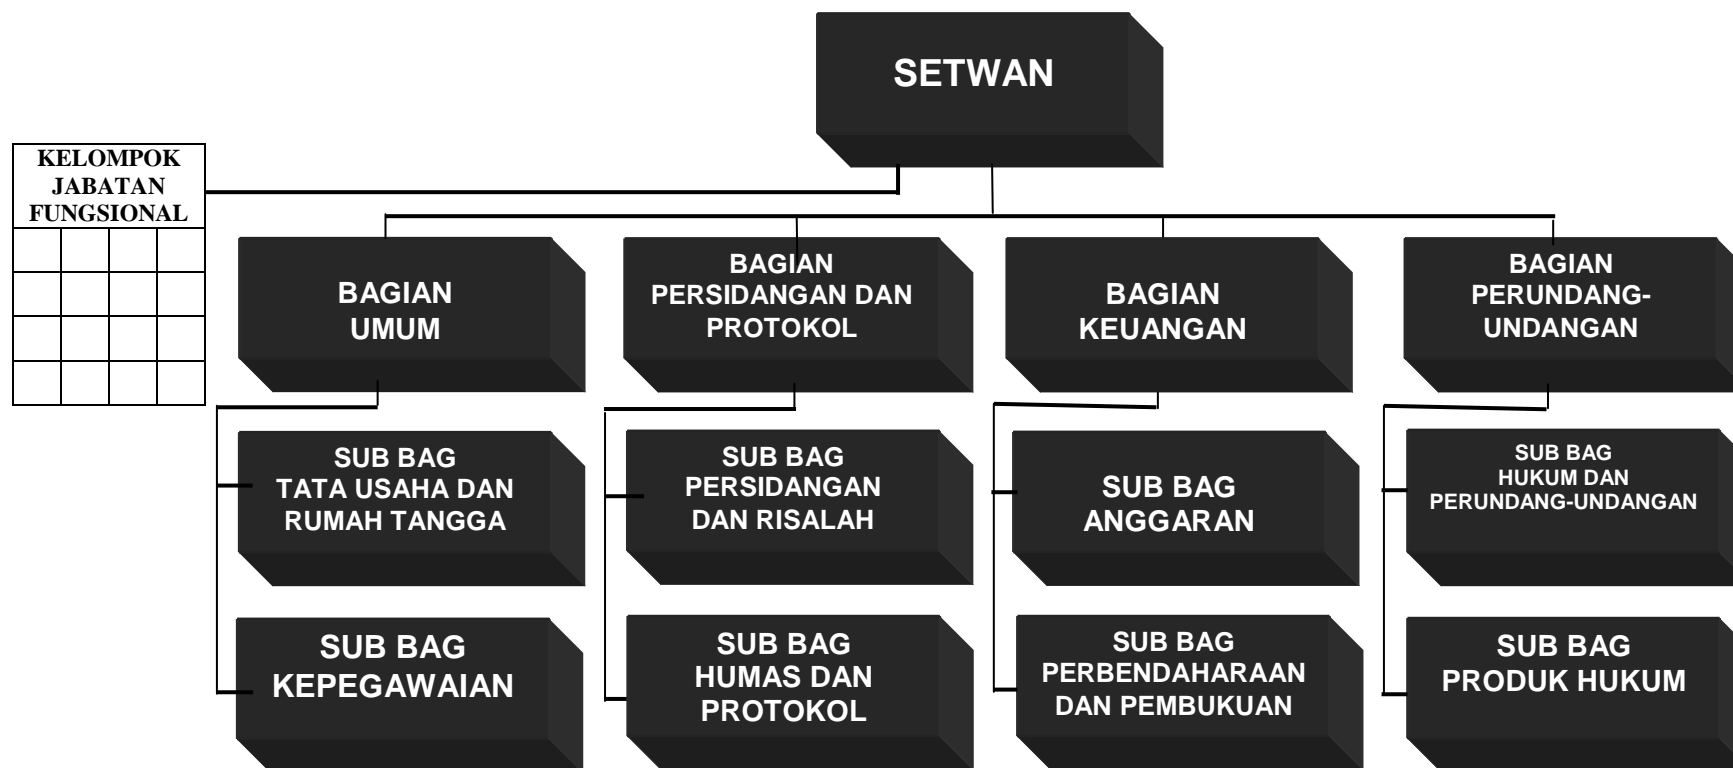 SETWAN
KELOMPOK
JABATAN
FUNGSIONAL
BAGIAN
UMUM
BAGIAN
PERSIDANGAN DAN
PROTOKOL
BAGIAN
KEUANGAN
BAGIAN
PERUNDANG-
UNDANGAN
SUB BAG
TATA USAHA DAN
RUMAH TANGGA
SUB BAG
PERSIDANGAN
DAN RISALAH
SUB BAG
ANGGARAN
SUB BAG
HUKUM DAN
PERUNDANG-UNDANGAN
SUB BAG
KEPEGAWAIAN
SUB BAG
HUMAS DAN
PROTOKOL
SUB BAG
PERBENDAHARAAN
DAN PEMBUKUAN
SUB BAG
PRODUK HUKUM